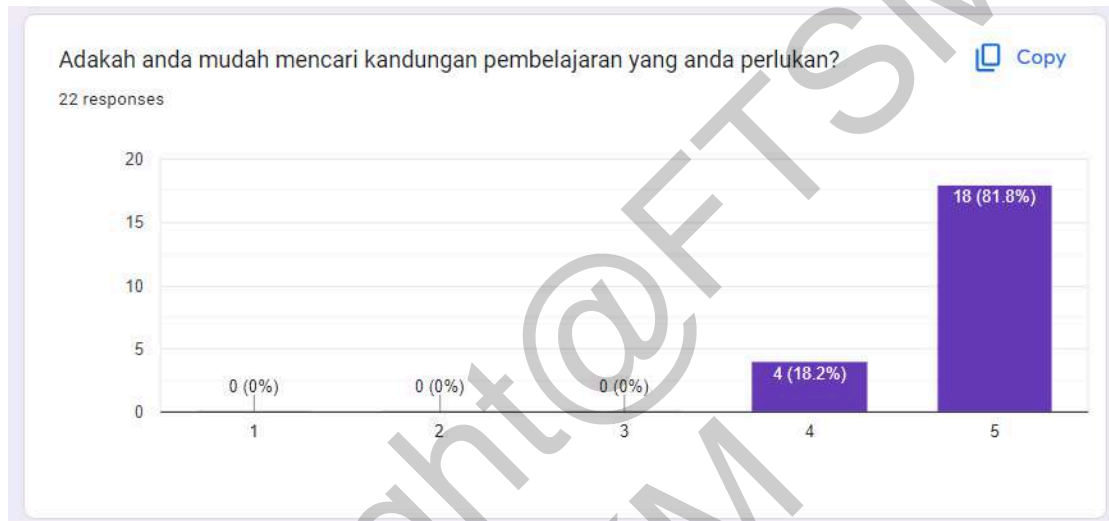 Adakah anda mudah mencari kandungan pembelajaran yang anda perlukan?
Copy
22 responses
20
15
10
5
0
0 (0%)
0 (0%)
0 (0%)
4 (18.2%)
18 (81.8%)
1 2 3 4 5